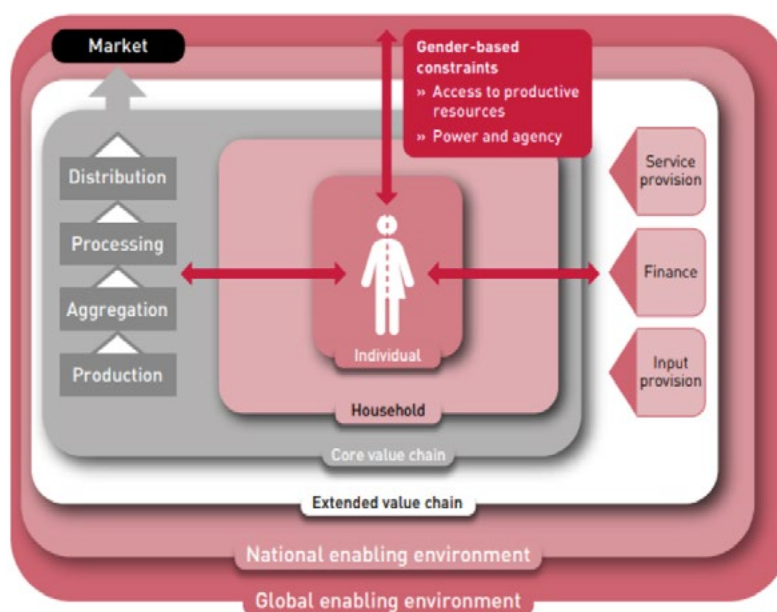 Market
Gender-based
constraints
» Access to productive
resources
» Power and agency
Distribution
Processing
Aggregation
Production
Service
provision
Finance
Input
provision
Individual
Household
Core value chain
Extended value chain
National enabling environment
Global enabling environment